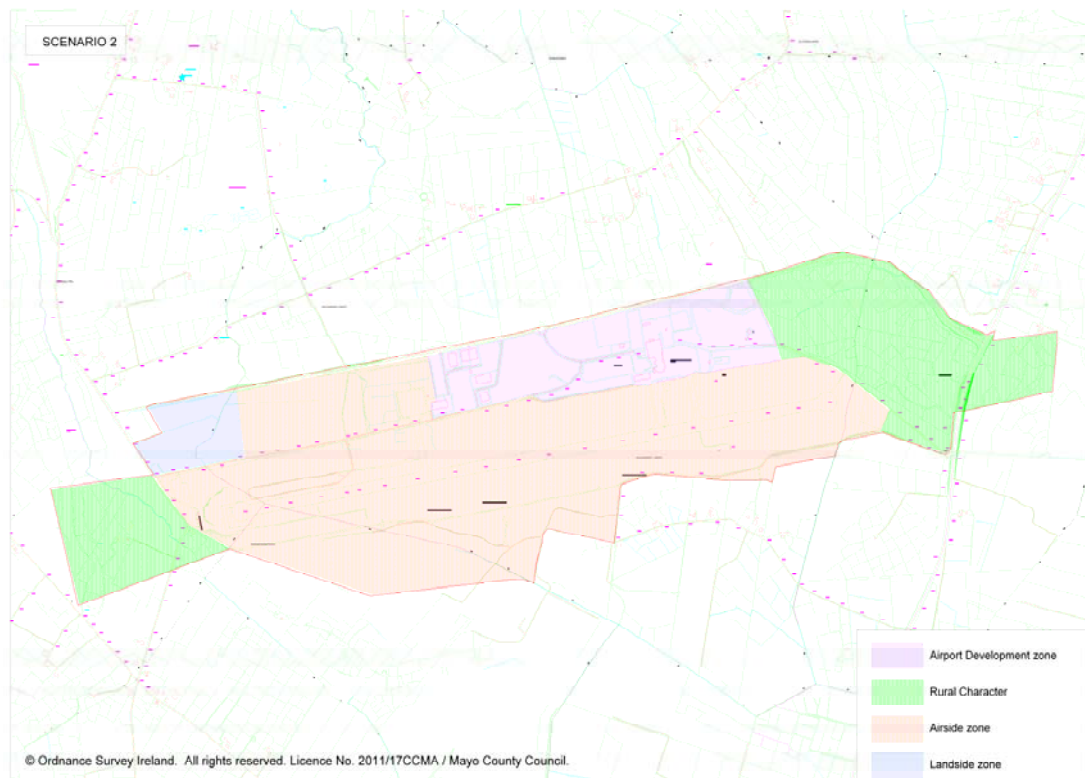 SCENARIO 2
Airport Development zone
Rural Character
Airside zone
Landside zone
© Ordnance Survey Ireland. All rights reserved. Licence No. 2011/17CCMA / Mayo County Council.